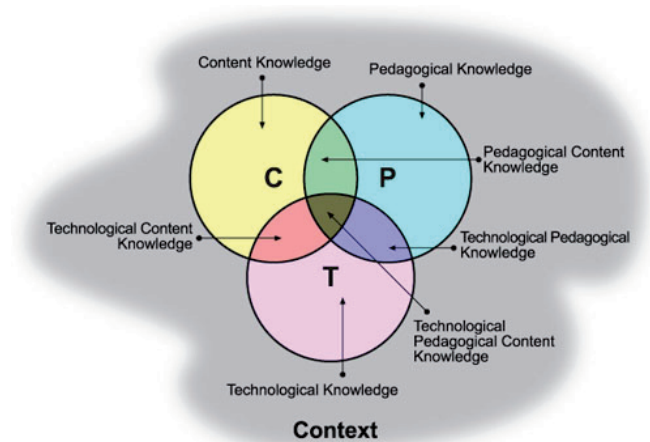 Content Knowledge
Pedagogical Knowledge
C
P
Pedagogical Content
Knowledge
Technological Content
Knowledge
Technological Pedagogical
Knowledge
T
Technological
Pedagogical Content
Knowledge
Technological Knowledge
Context